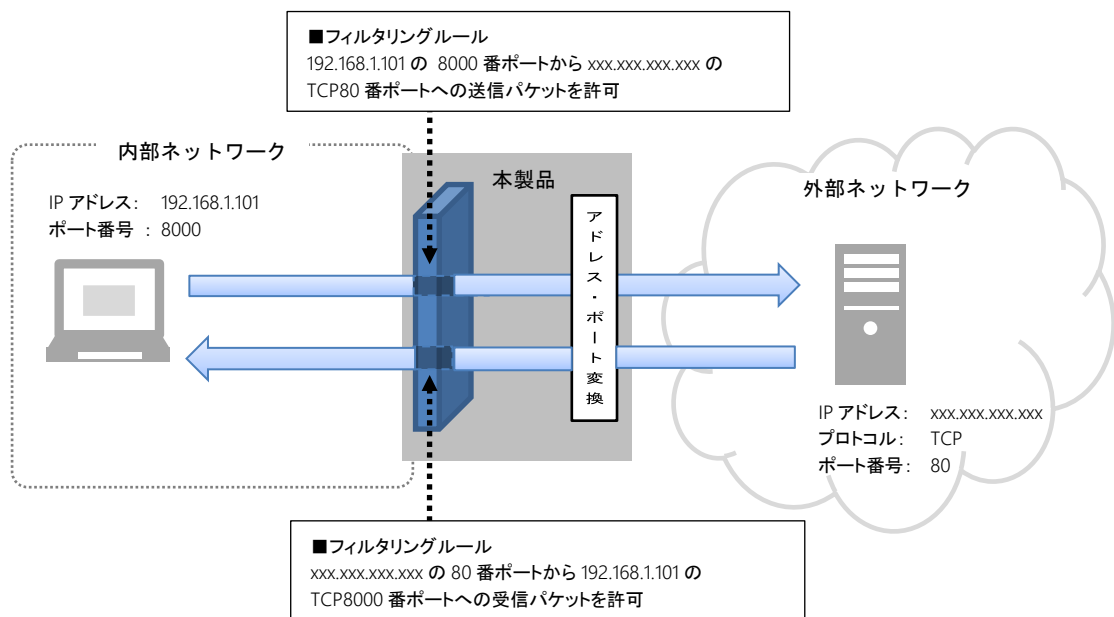 ■フィルタリングルール
192.168.1.101 の 8000 番ポートから xxx.xxx.xxx.xxx の
TCP80 番ポートへの送信パケットを許可
内部ネットワーク
IP アドレス: 192.168.1.101
ポート番号 : 8000
本製品
アドレス・ポート変換
外部ネットワーク
IP アドレス: xxx.xxx.xxx.xxx
プロトコル: TCP
ポート番号: 80
■フィルタリングルール
xxx.xxx.xxx.xxx の 80 番ポートから 192.168.1.101 の
TCP8000 番ポートへの受信パケットを許可